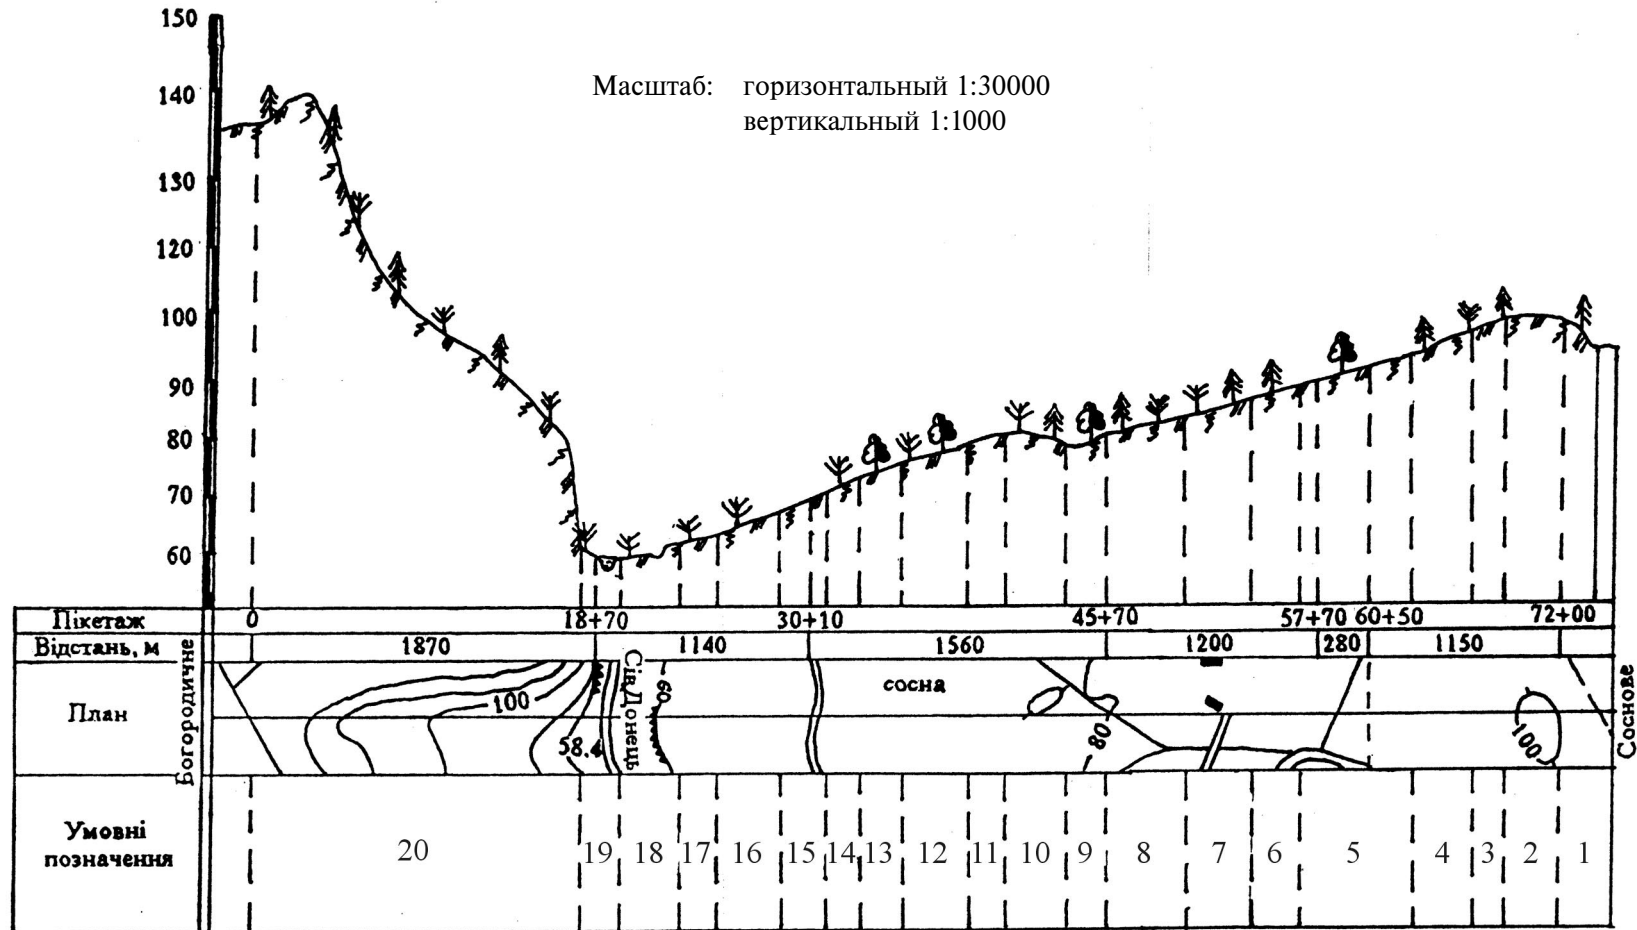 150
Масштаб: горизонтальный 1:30000
вертикальный 1:1000
140
130
120
100
90
80
70
60
Пікетаж 0 18+70 30+10 45+70 57+70 60+50 72+00
Відстань, м 1870 1140 1560 1200 280 1150
План
Богородичне
100
58.4
Сів.Донець
60
сосна
80
100
Соснове
Умовні
позначення
20 19 18 17 16 15 14 13 12 11 10 9 8 7 6 5 4 3 2 1